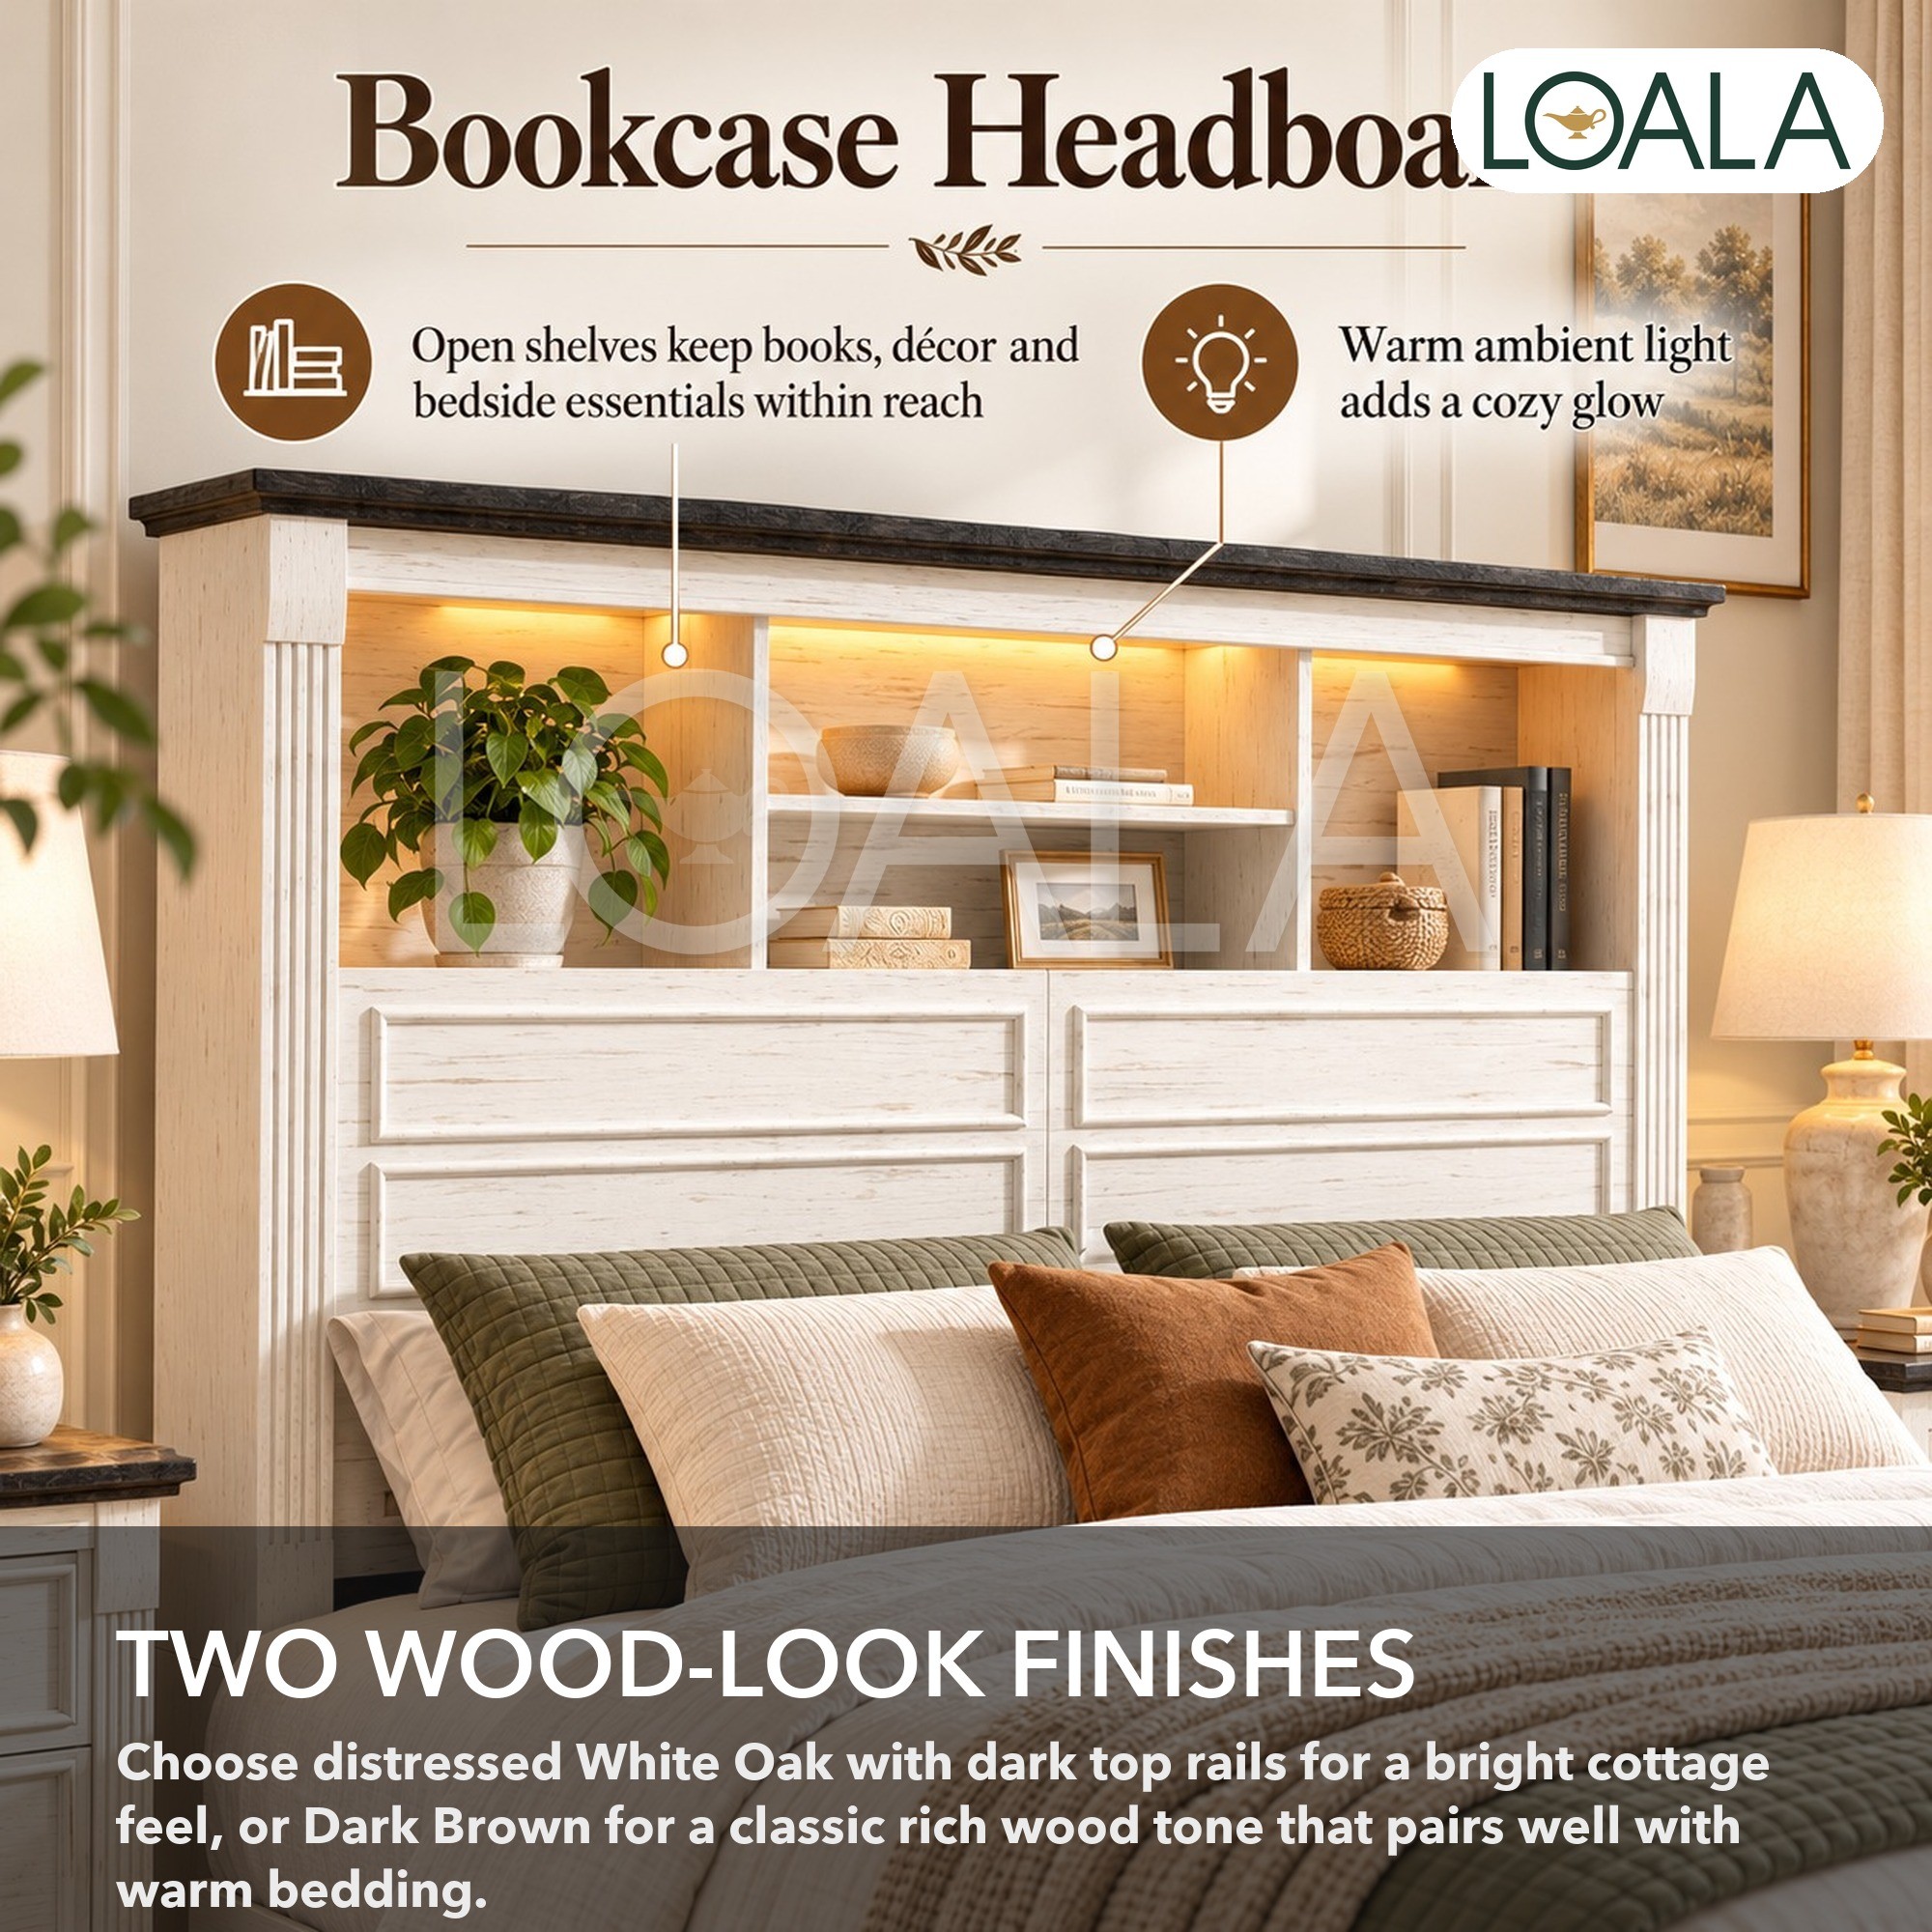 Bookcase Headboa
LOALA
Open shelves keep books, décor and
bedside essentials within reach
Warm ambient light
adds a cozy glow
LOALA
TWO WOOD-LOOK FINISHES
Choose distressed White Oak with dark top rails for a bright cottage
feel, or Dark Brown for a classic rich wood tone that pairs well with
warm bedding.